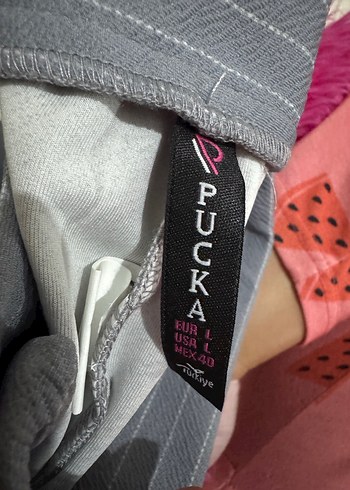 PUCKA
EUR L
USA L
MEX 40
Türkiye